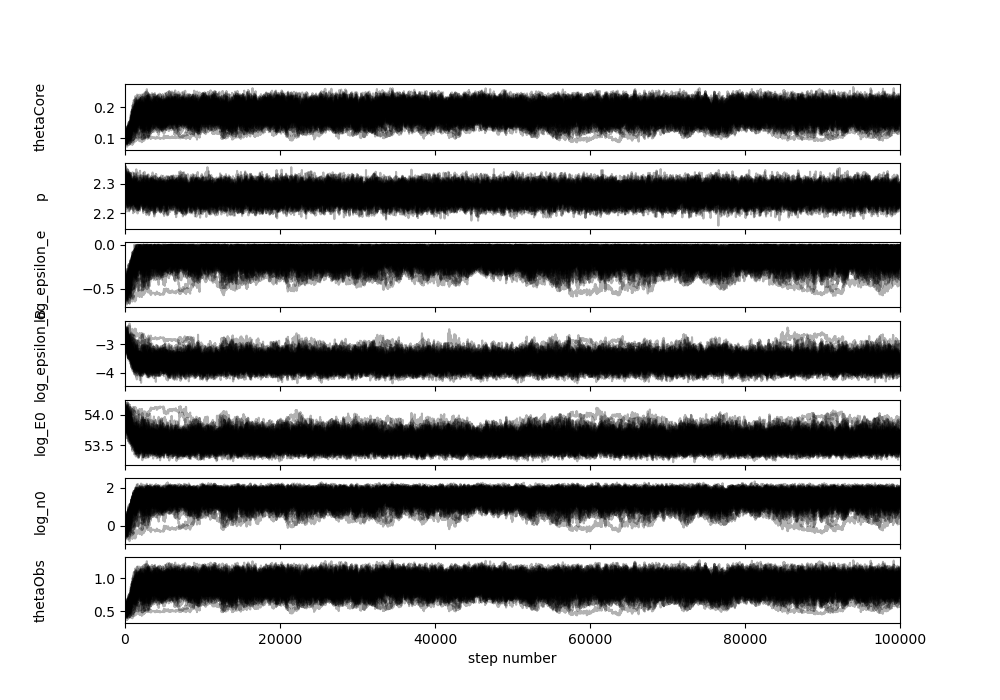 thetaCore
0.2
0.1
p
2.3
2.2
log_epsilon_e
0.0
−0.5
log_epsilon_B
−3
−4
log_E0
54.0
53.5
log_n0
2
0
thetaObs
1.0
0.5
0 20000 40000 60000 80000 100000
step number